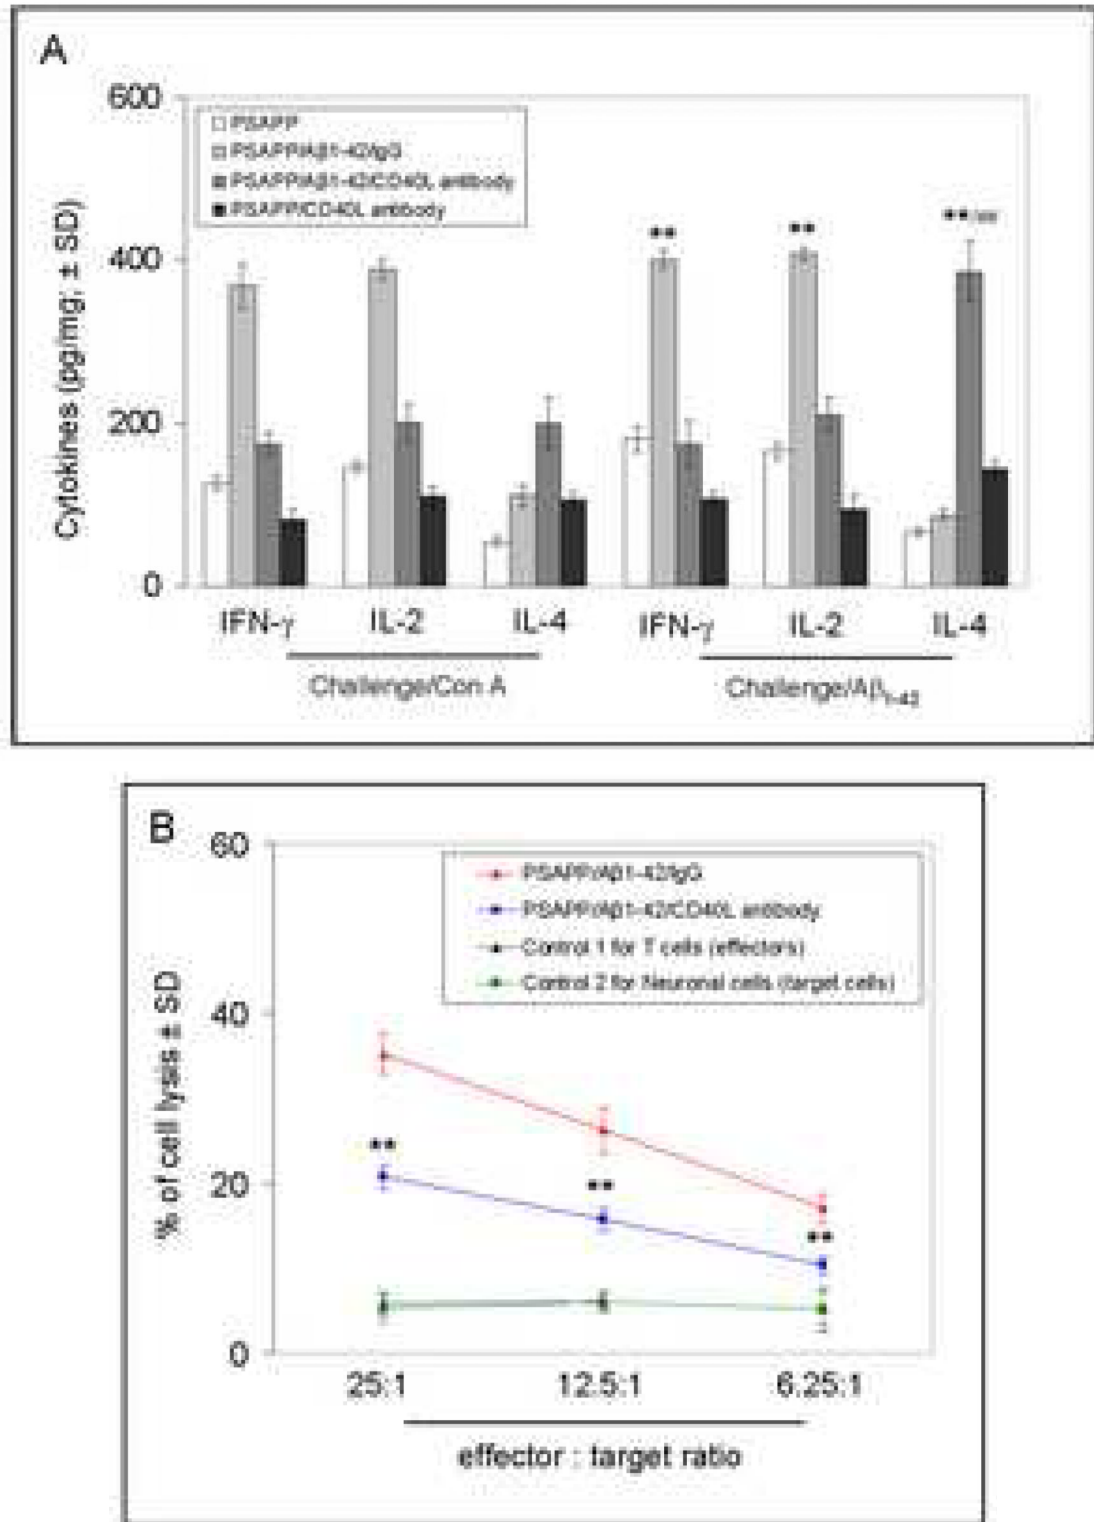 A
600
400
200
0
Cytokines (pg/mg; ± SD)
PSAPP
PSAPP/Aβ1-42/IgG
PSAPP/Aβ1-42/CD40L antibody
PSAPP/CD40L antibody
** ** **/##
IFN-γ IL-2 IL-4 IFN-γ IL-2 IL-4
Challenge/Con A Challenge/Aβ1-42
B
60
40
20
0
% of cell lysis ± SD
PSAPP/Aβ1-42/IgG
PSAPP/Aβ1-42/CD40L antibody
Control 1 for T cells (effectors)
Control 2 for Neuronal cells (target cells)
**
**
**
25:1 12.5:1 6.25:1
effector : target ratio